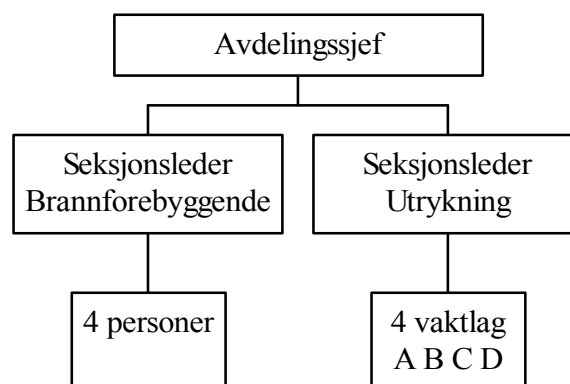 Avdelingssjef
Seksjonsleder
Brannforebyggende
Seksjonsleder
Utrykning
4 personer
4 vaktlag
A B C D